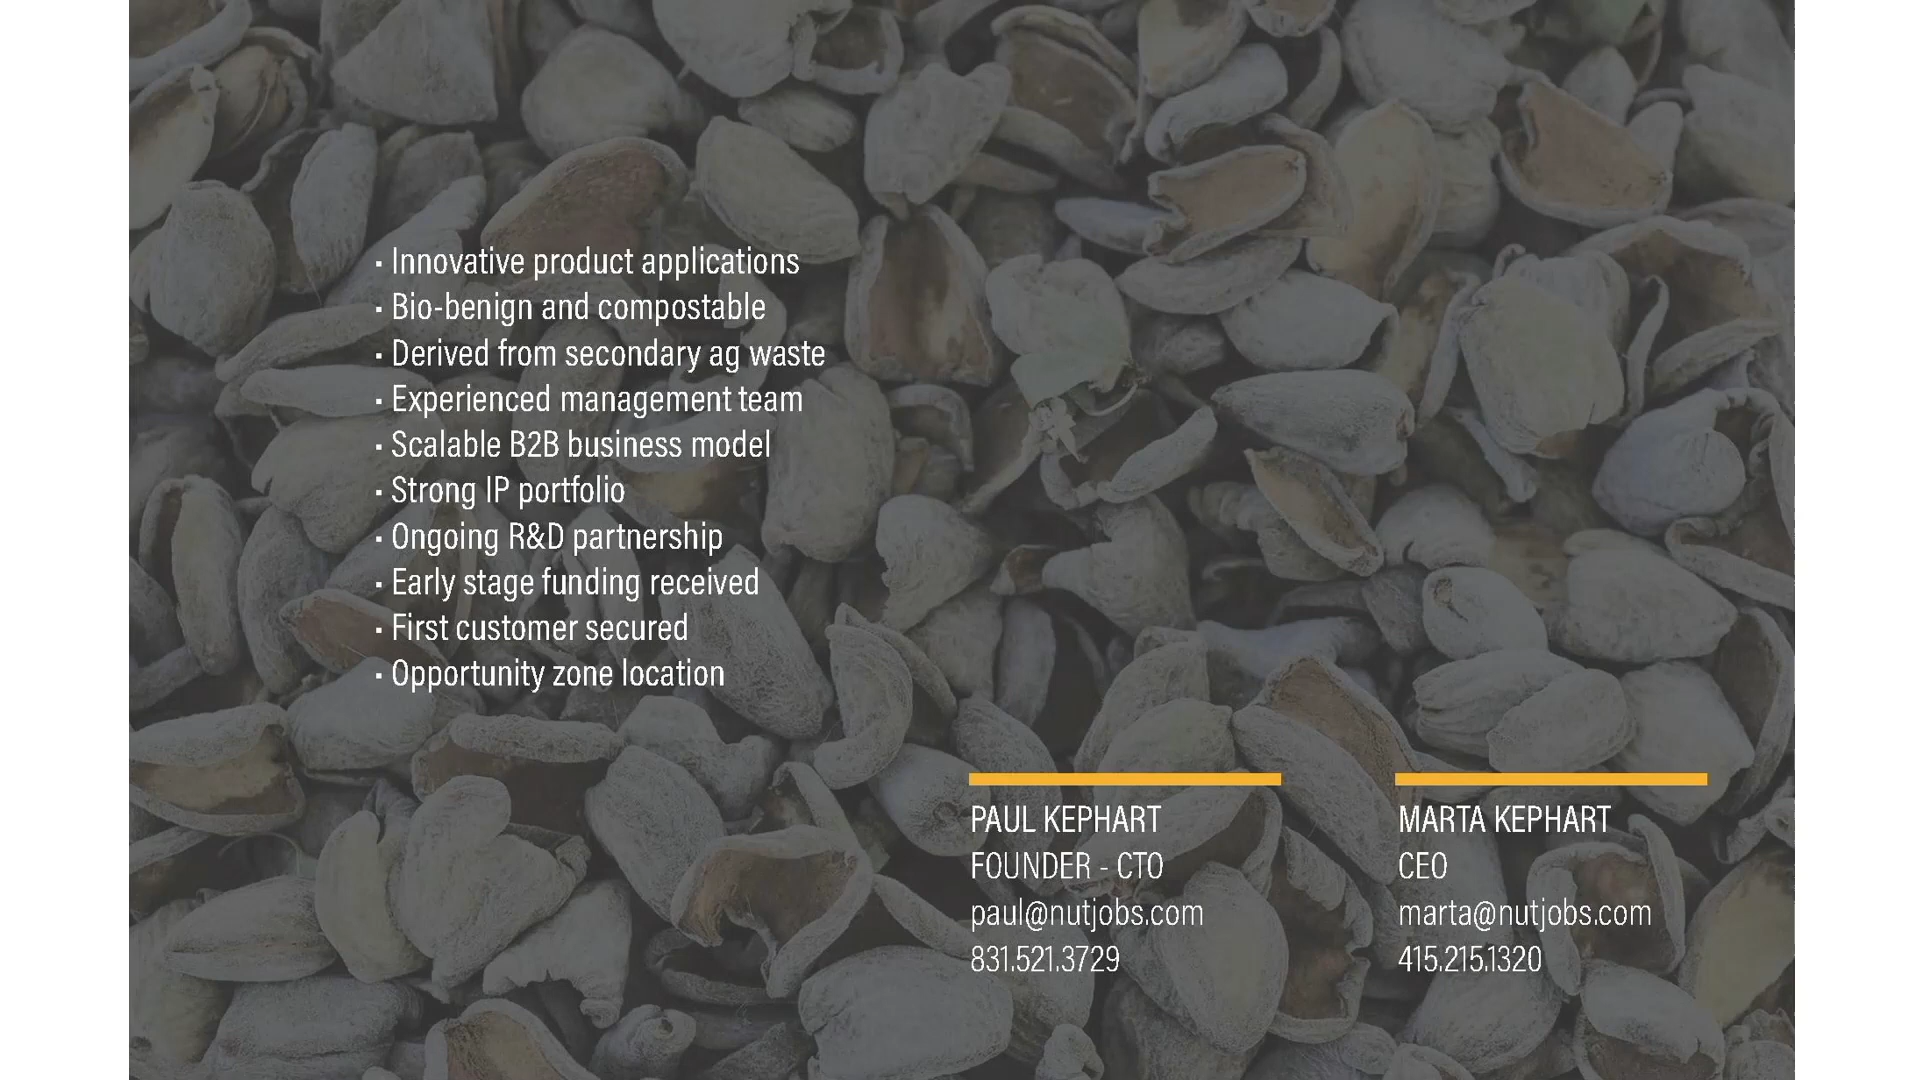 · Innovative product applications
· Bio-benign and compostable
· Derived from secondary ag waste
· Experienced management team
· Scalable B2B business model
· Strong IP portfolio
· Ongoing R&D partnership
· Early stage funding received
· First customer secured
· Opportunity zone location
PAUL KEPHART
FOUNDER - CTO
paul@nutjobs.com
831.521.3729
MARTA KEPHART
CEO
marta@nutjobs.com
415.215.1320